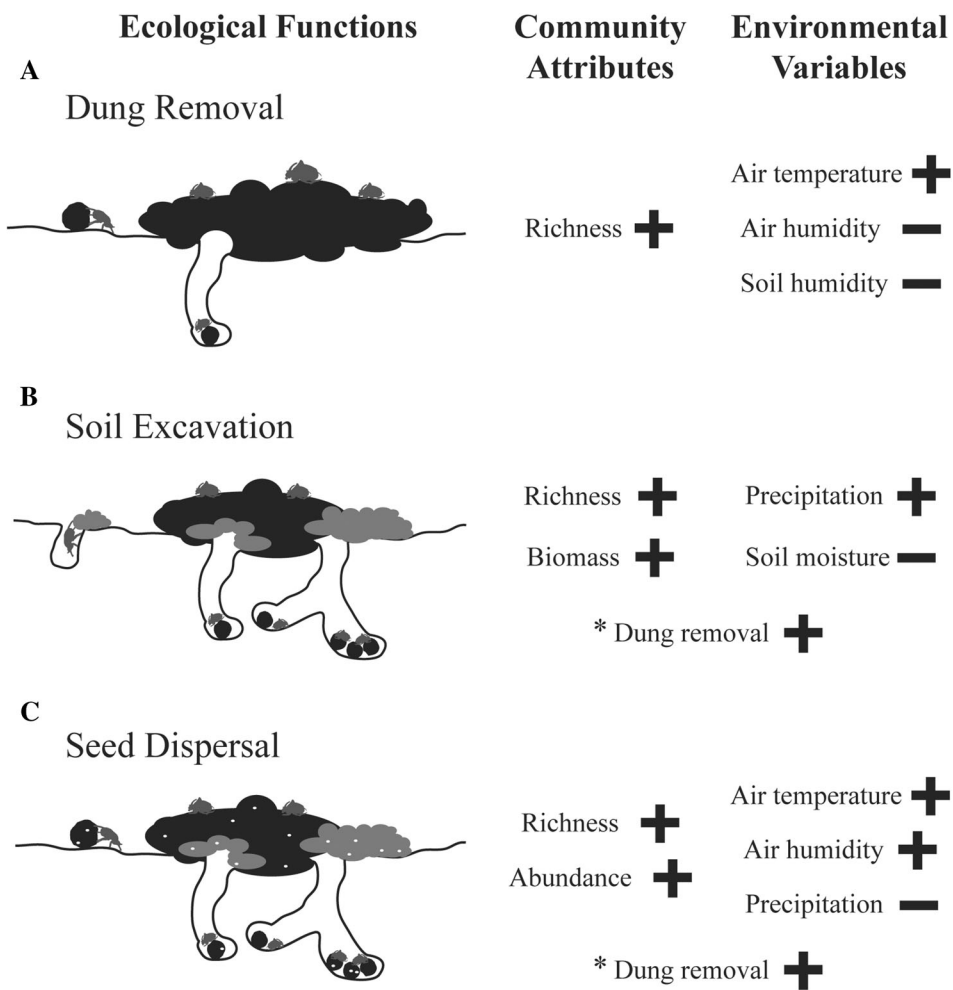 Ecological Functions
Community Attributes
Environmental Variables
A
Dung Removal
Richness +
Air temperature +
Air humidity −
Soil humidity −
B
Soil Excavation
Richness +
Biomass +
Precipitation +
Soil moisture −
* Dung removal +
C
Seed Dispersal
Richness +
Abundance +
Air temperature +
Air humidity +
Precipitation −
* Dung removal +